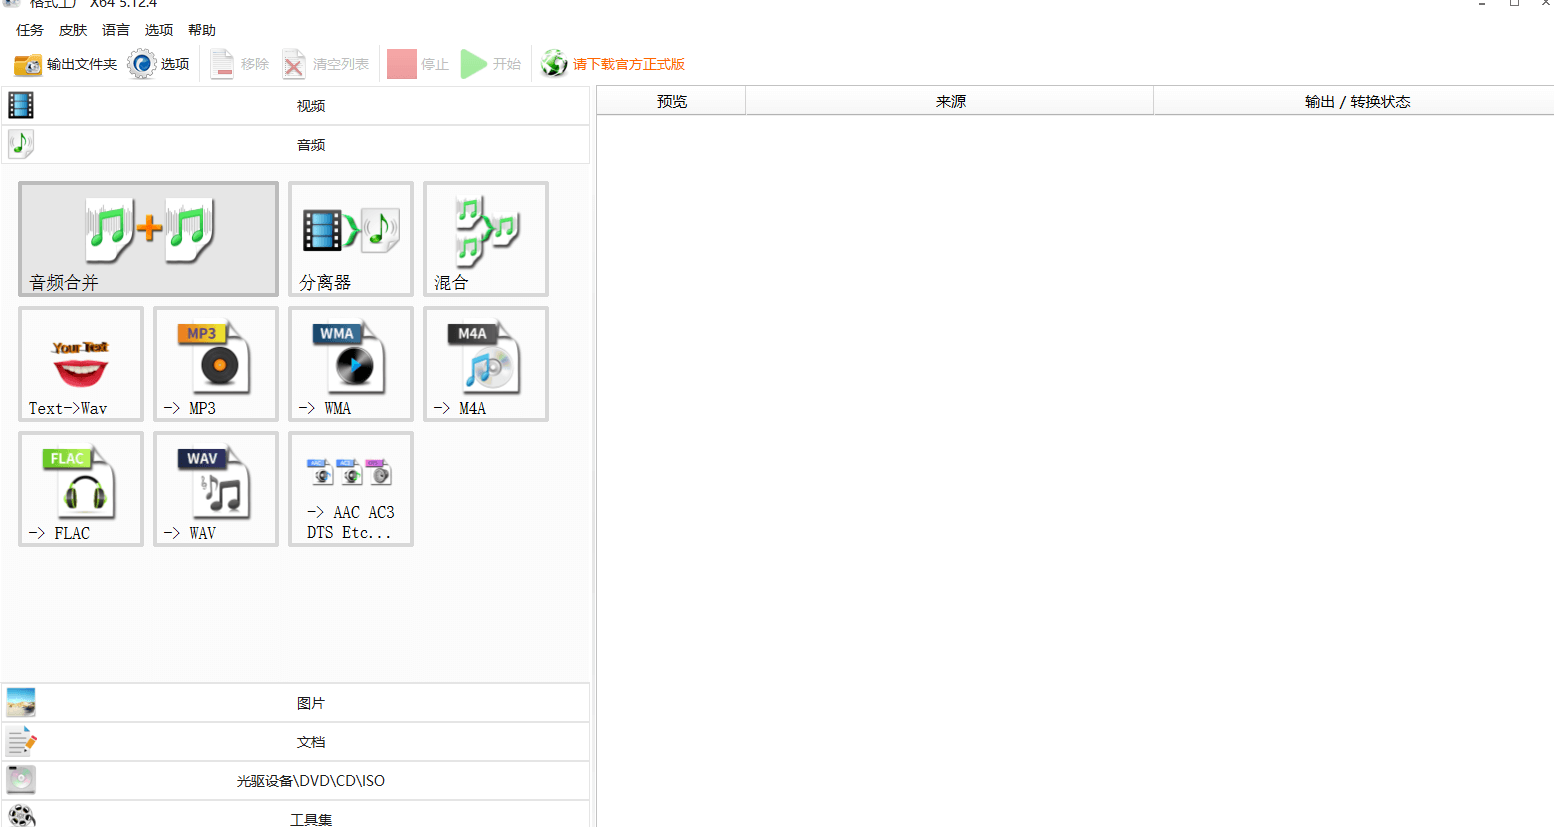 格式工厂 X64 5.12.4
任务 皮肤 语言 选项 帮助
输出文件夹 选项 移除 清空列表 停止 开始 请下载官方正式版
视频
音频
音频合并
分离器
混合
Your Text
Text->Wav
MP3
-> MP3
WMA
-> WMA
M4A
-> M4A
FLAC
-> FLAC
WAV
-> WAV
-> AAC AC3
DTS Etc...
图片
文档
光驱设备\DVD\CD\ISO
工具集
预览 来源 输出 / 转换状态